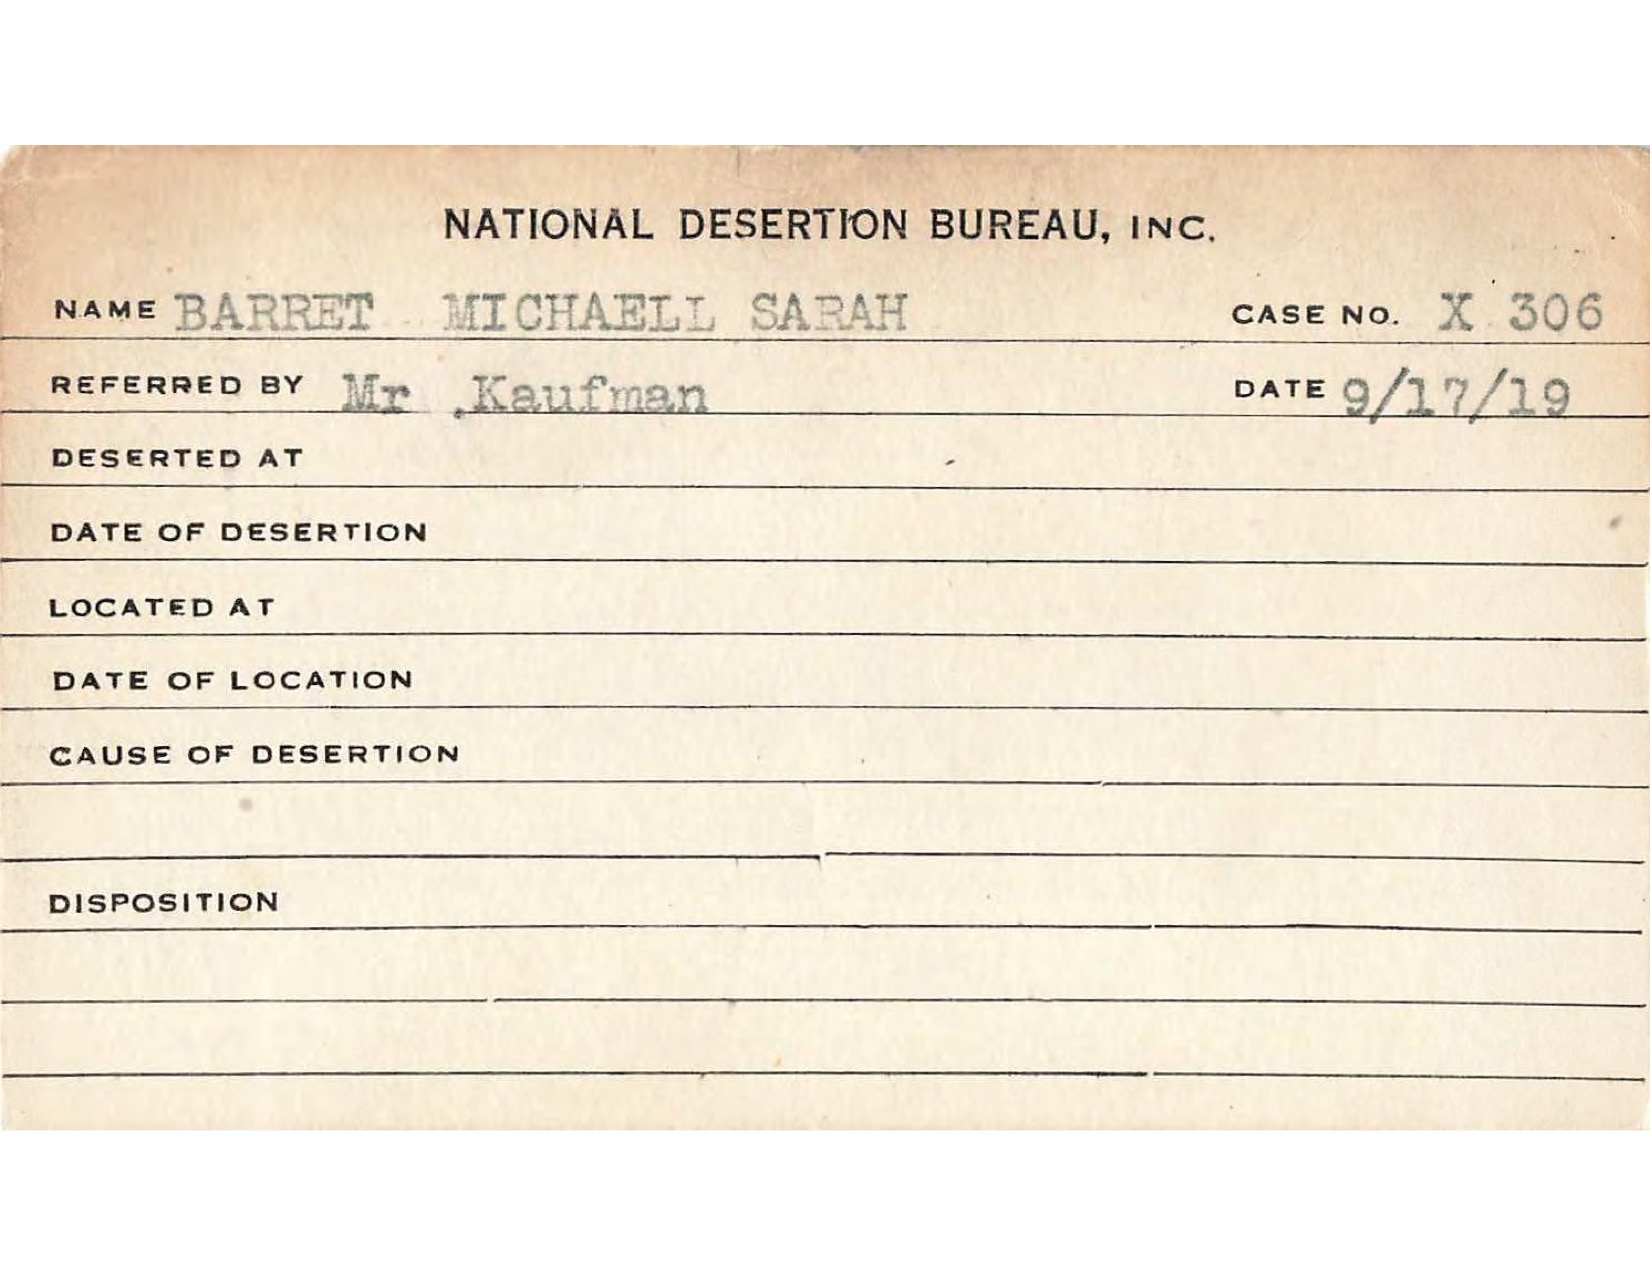 NATIONAL DESERTION BUREAU, INC.
NAME BARRET MICHAELL SARAH CASE NO. X 306
REFERRED BY Mr .Kaufman DATE 9/17/19
DESERTED AT
DATE OF DESERTION
LOCATED AT
DATE OF LOCATION
CAUSE OF DESERTION
DISPOSITION